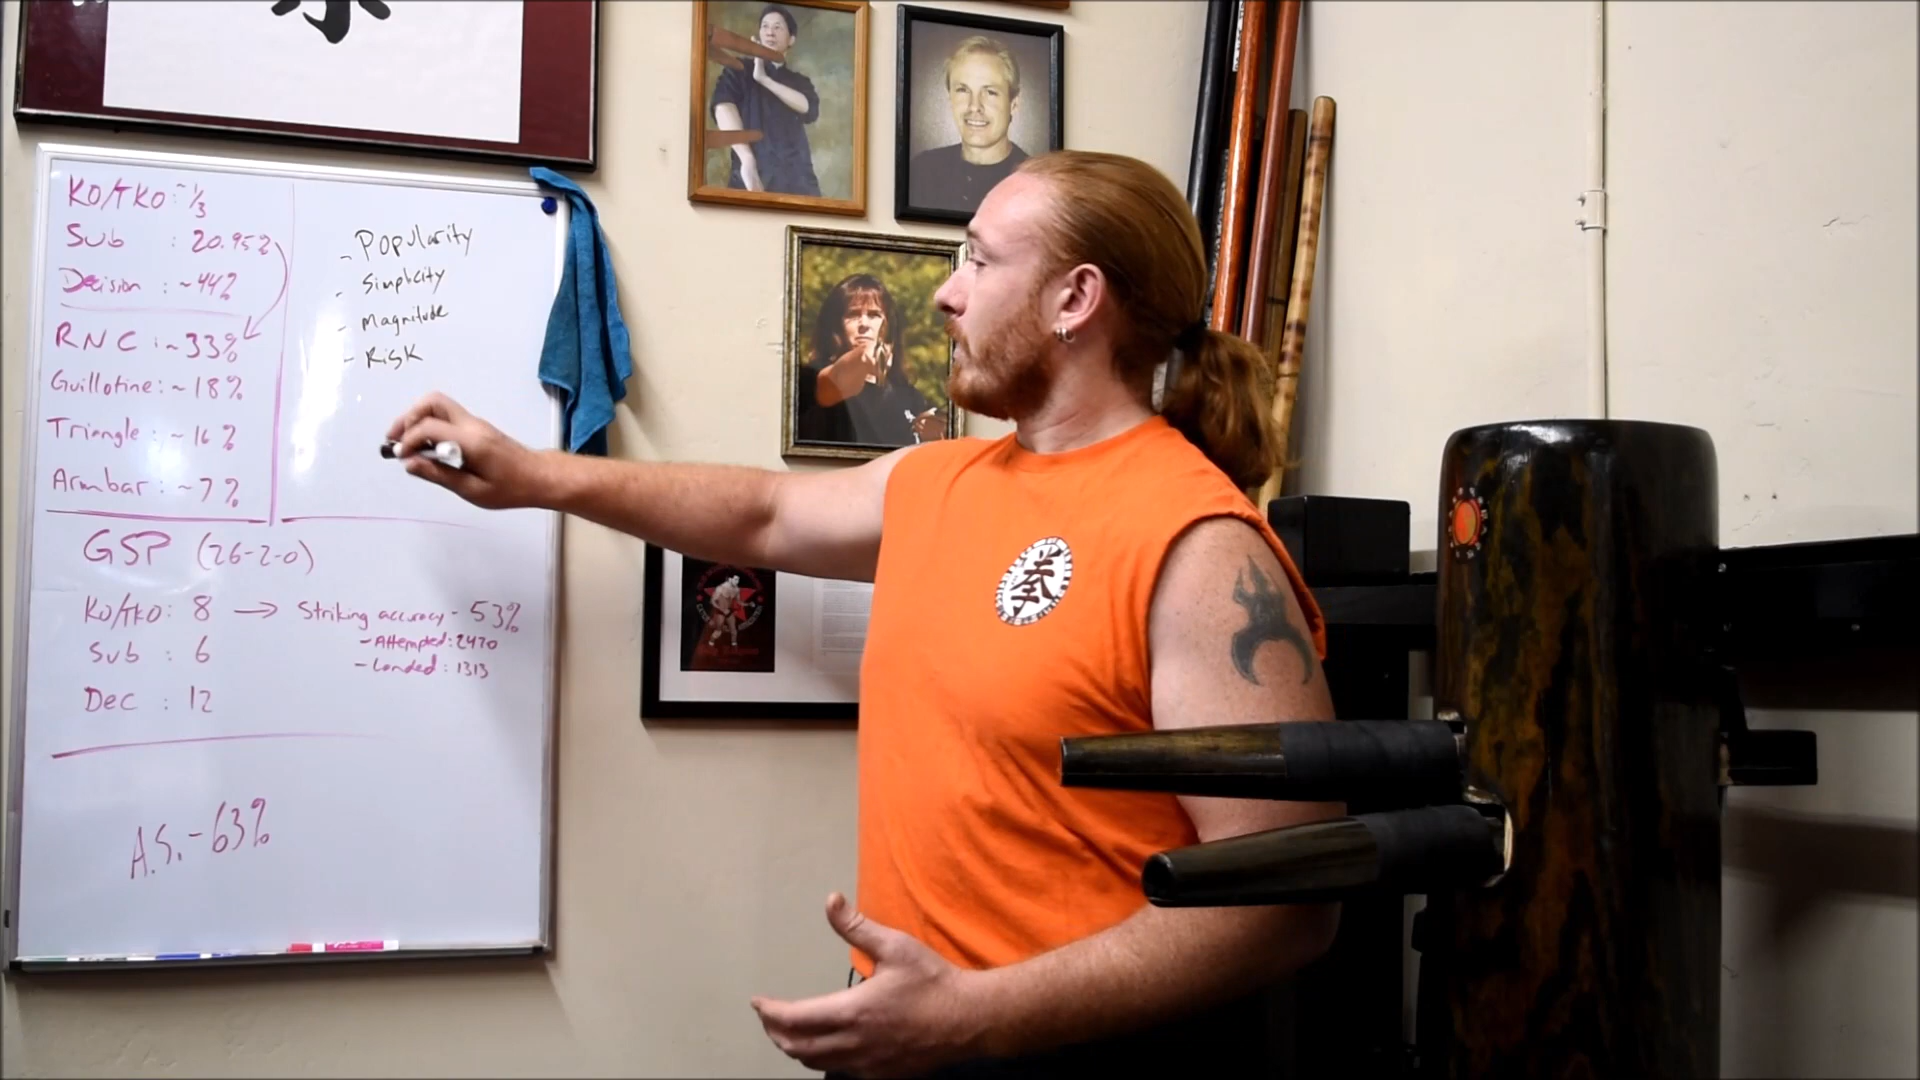 KO/TKO: ~1/3
Sub : 20.95%
Decision : ~44%
RNC : ~33%
Guillotine: ~18%
Triangle : ~16%
Armbar : ~7%
- Popularity
- Simplicity
- Magnitude
- Risk
GSP (26-2-0)
KO/TKO: 8 → Striking accuracy - 53%
- Attempted: 2470
- Landed: 1313
Sub : 6
Dec : 12
A.S. - 63%
拳